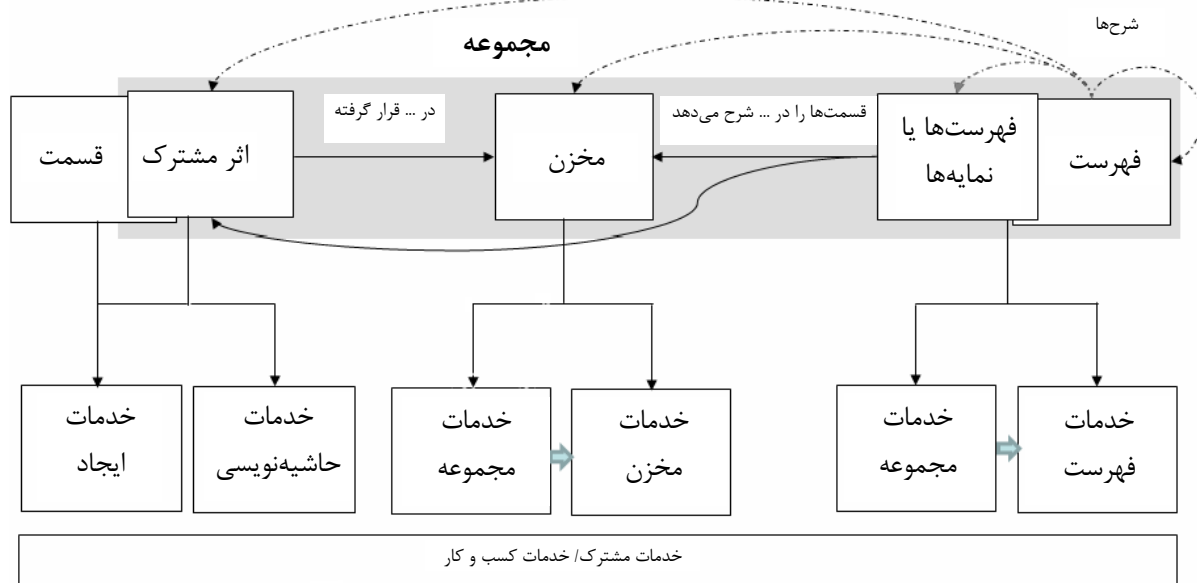 شرح‌ها
مجموعه
فهرست
فهرست‌ها یا
نمایه‌ها
قسمت‌ها را در ... شرح می‌دهد
مخزن
در ... قرار گرفته
اثر مشترک
قسمت
خدمات
فهرست
خدمات
مجموعه
خدمات
مخزن
خدمات
مجموعه
خدمات
حاشیه‌نویسی
خدمات
ایجاد
خدمات مشترک/ خدمات کسب و کار